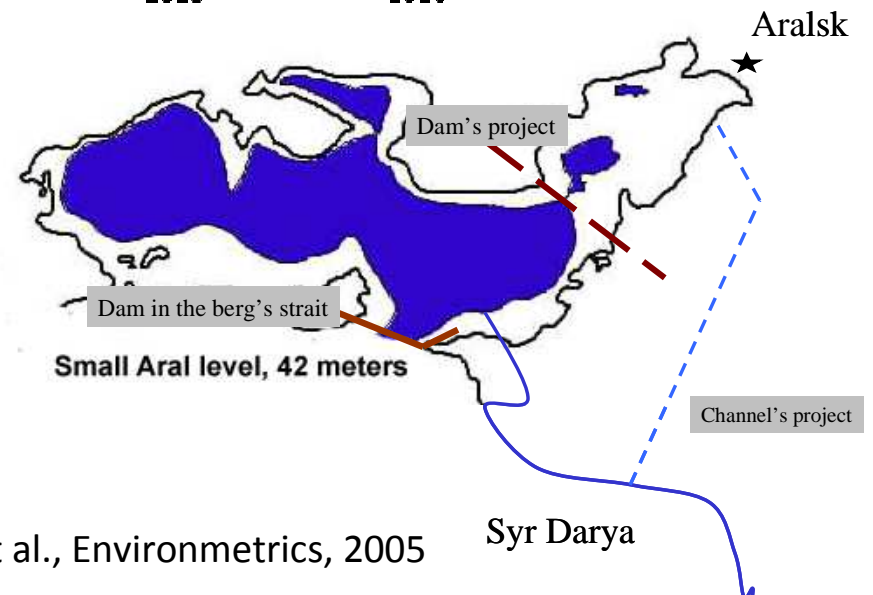 Aralsk
Dam's project
Dam in the berg's strait
Small Aral level, 42 meters
Channel's project
Syr Darya
al., Environmetrics, 2005